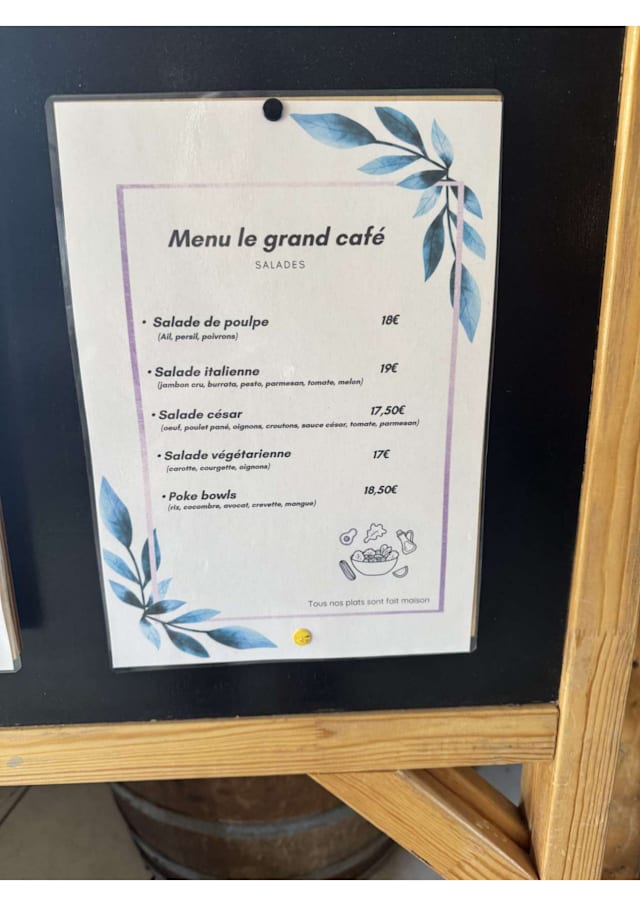 Menu le grand café
SALADES
• Salade de poulpe 18€
(Ail, persil, poivrons)
• Salade italienne 19€
(jambon cru, burrata, pesto, parmesan, tomate, melon)
• Salade césar 17,50€
(oeuf, poulet pané, oignons, croutons, sauce césar, tomate, parmesan)
• Salade végétarienne 17€
(carotte, courgette, oignons)
• Poke bowls 18,50€
(riz, cocombre, avocat, crevette, mangue)
Tous nos plats sont fait maison